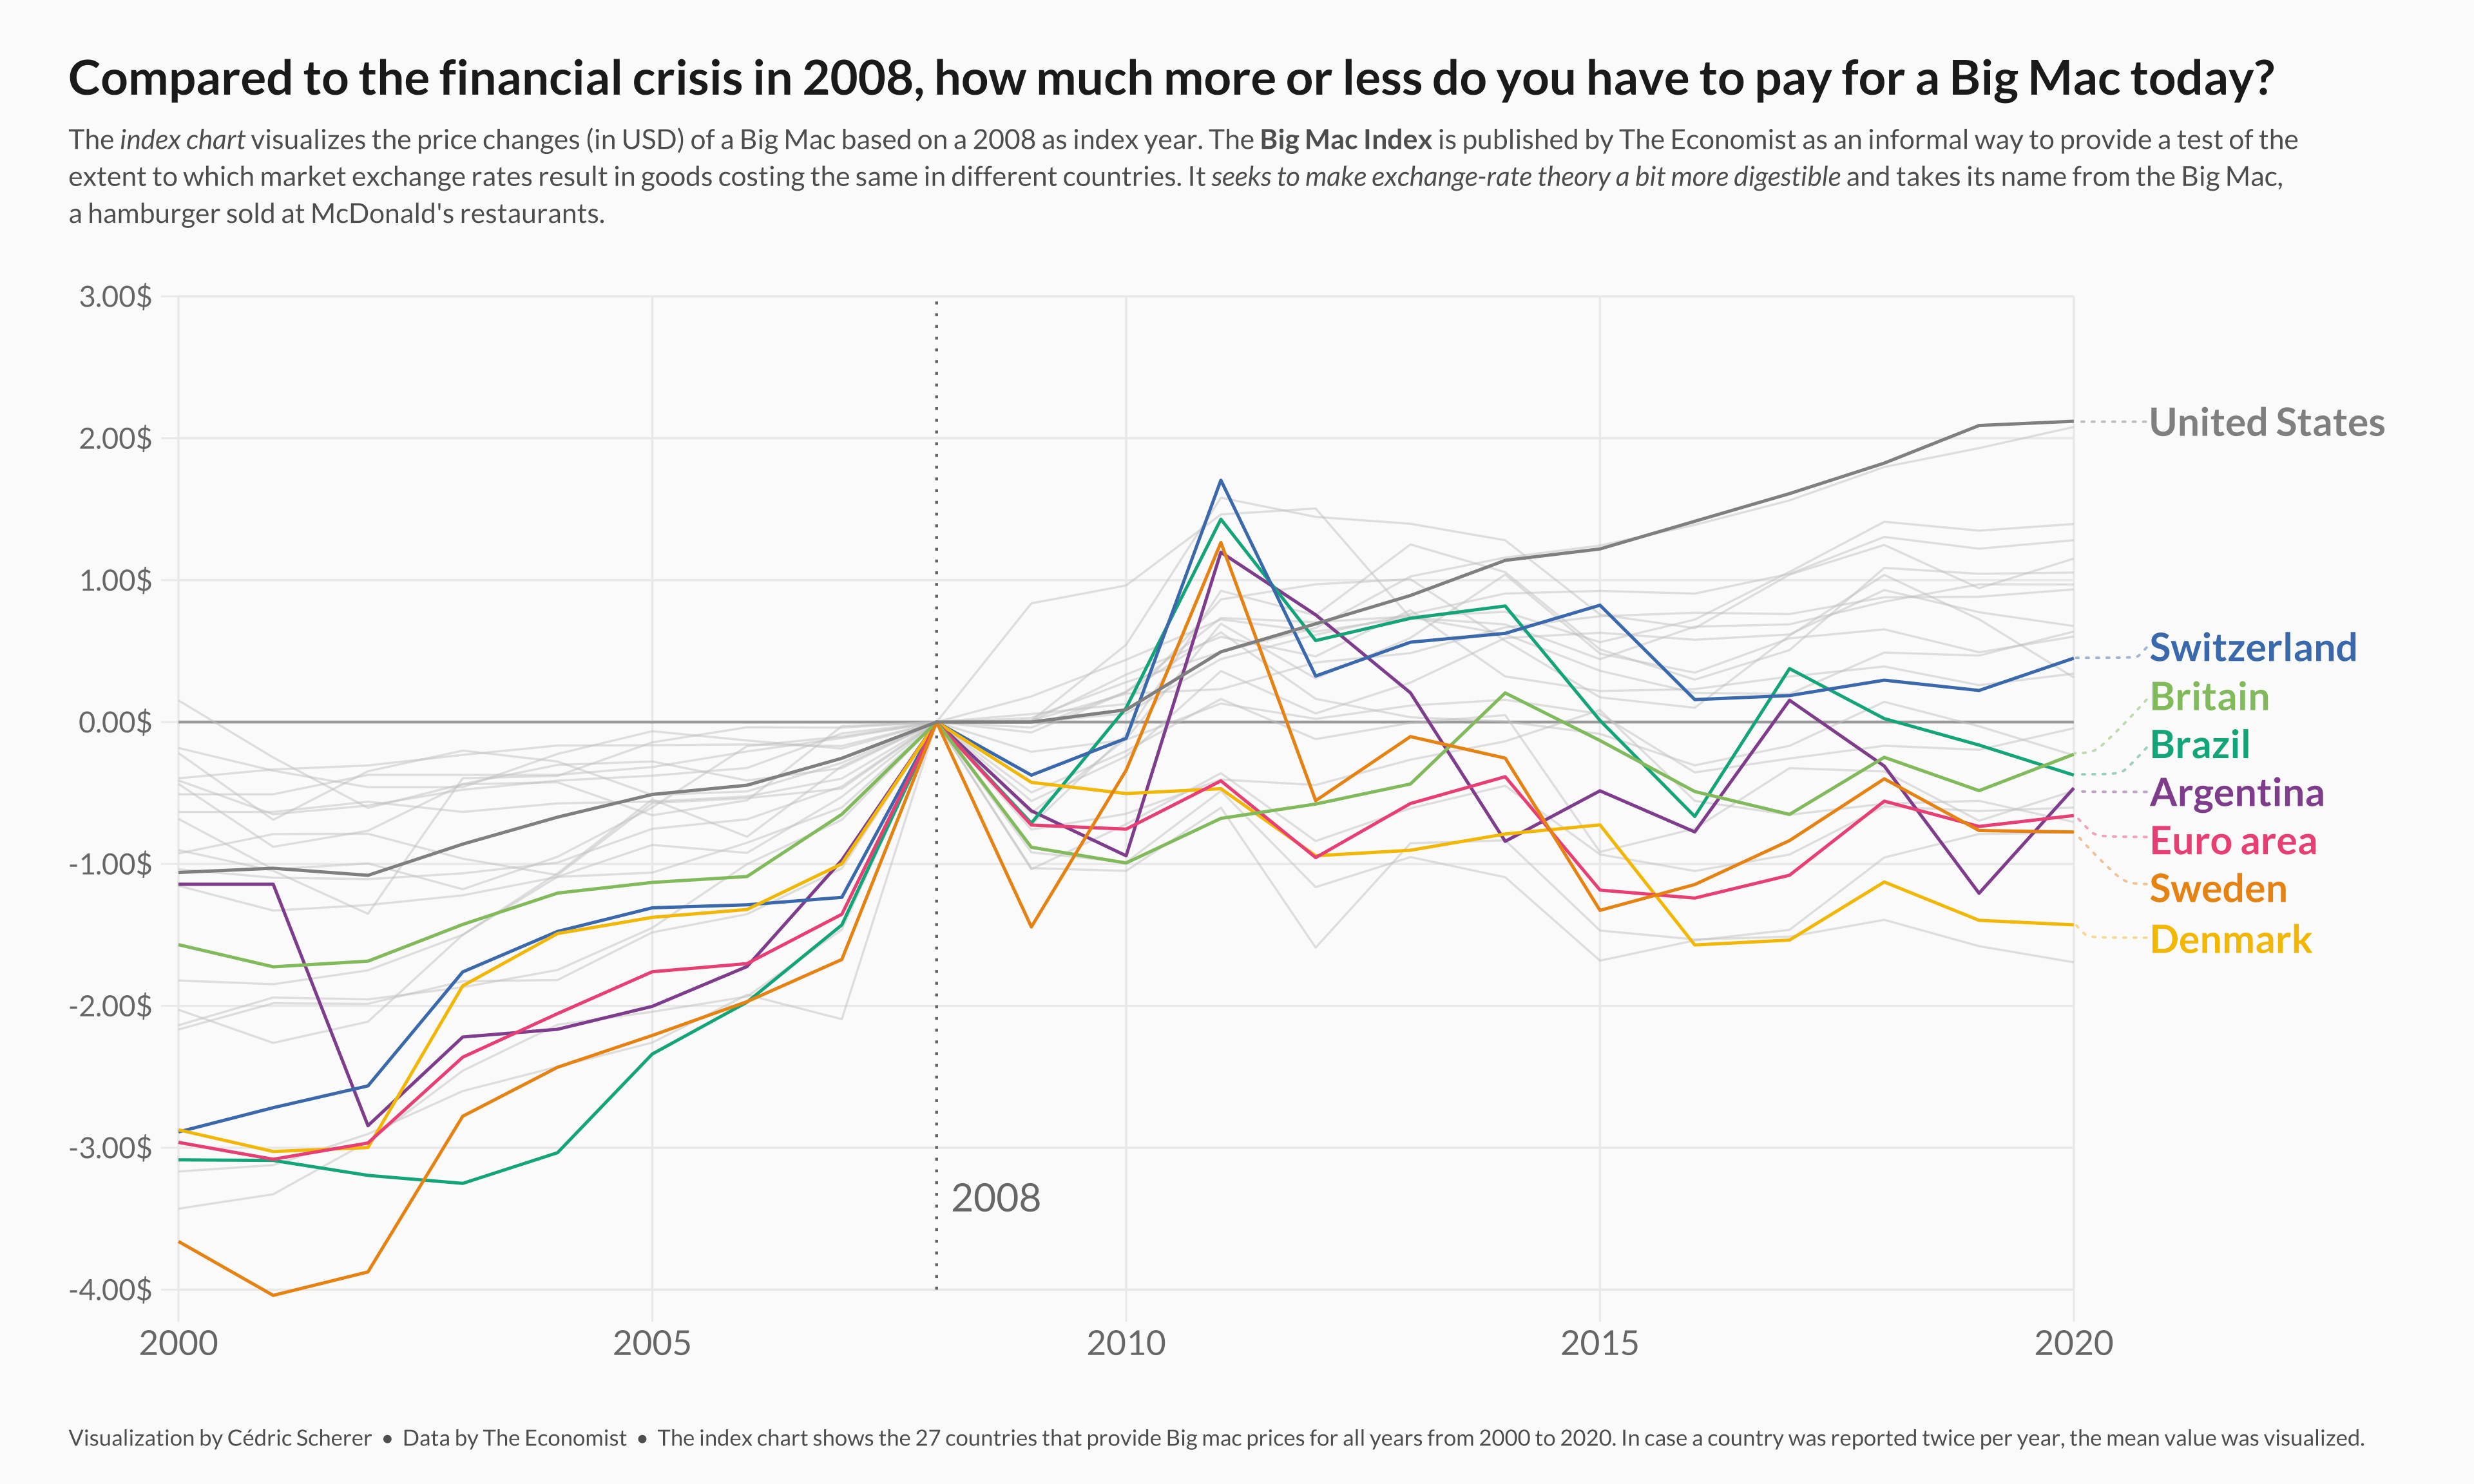 Compared to the financial crisis in 2008, how much more or less do you have to pay for a Big Mac today?
The index chart visualizes the price changes (in USD) of a Big Mac based on a 2008 as index year. The Big Mac Index is published by The Economist as an informal way to provide a test of the
extent to which market exchange rates result in goods costing the same in different countries. It seeks to make exchange-rate theory a bit more digestible and takes its name from the Big Mac,
a hamburger sold at McDonald's restaurants.
3.00$
2.00$
1.00$
0.00$
-1.00$
-2.00$
-3.00$
-4.00$
United States
Switzerland
Britain
Brazil
Argentina
Euro area
Sweden
Denmark
2008
2000
2005
2010
2015
2020
Visualization by Cédric Scherer • Data by The Economist • The index chart shows the 27 countries that provide Big mac prices for all years from 2000 to 2020. In case a country was reported twice per year, the mean value was visualized.